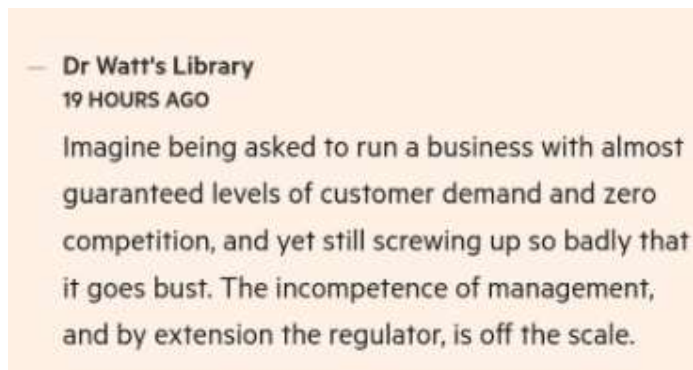 Dr Watt's Library
19 HOURS AGO
Imagine being asked to run a business with almost
guaranteed levels of customer demand and zero
competition, and yet still screwing up so badly that
it goes bust. The incompetence of management,
and by extension the regulator, is off the scale.